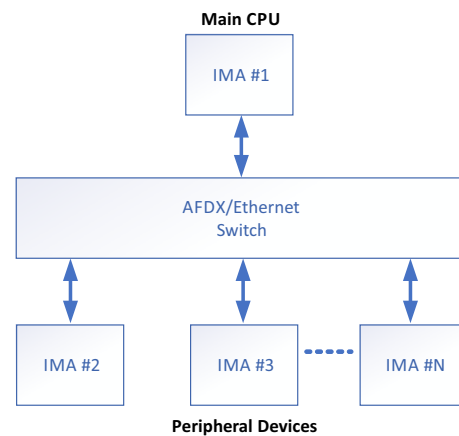 Main CPU
IMA #1
AFDX/Ethernet
Switch
IMA #2
IMA #3
IMA #N
Peripheral Devices